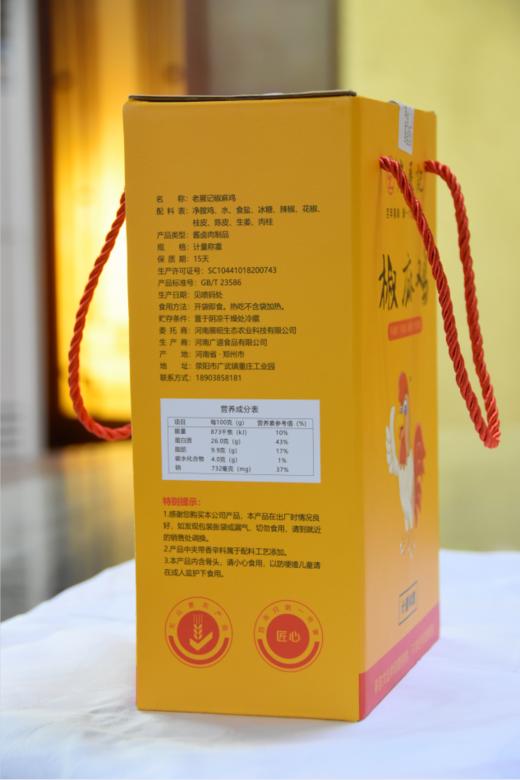 名 称：老屠记椒麻鸡
配 料 表：净膛鸡、水、食盐、冰糖、辣椒、花椒、
桂皮、陈皮、生姜、肉桂
产品类型：酱卤肉制品
规 格：计量称重
保 质 期：15天
生产许可证号：SC10441018200743
产品标准号：GB/T 23586
生产日期：见喷码处
食用方法：开袋即食。热吃不含袋加热。
贮存条件：置于阴凉干燥处冷藏
委 托 商：河南 生态农业科技有限公司
生 产 商：河南广道食品有限公司
产 地：河南省·郑州市
地 址：荥阳市广武镇董庄工业园
联系方式：18903858181
营养成分表
项目 每100克（g） 营养素参考值（%）
能量 873千焦（kJ） 10%
蛋白质 26.0克（g） 43%
脂肪 9.9克（g） 17%
碳水化合物 4.0克（g） 1%
钠 732毫克（mg） 37%
特别提示：
1.感谢您购买本公司产品，本产品在出厂时情况良
好，如发现包装胀袋或漏气，切勿食用，请到就近
的销售处调换。
2.产品中夹带香辛料属于配料工艺添加。
3.本产品内含骨头，请小心食用，以防哽噎儿童请
在成人监护下食用。
匠心
椒麻鸡